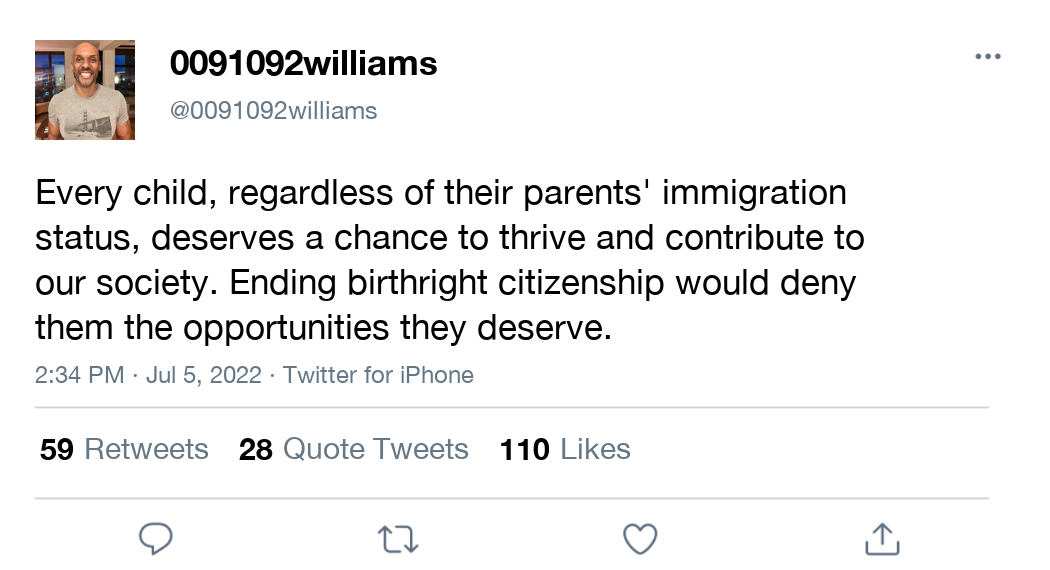 0091092williams
@0091092williams
Every child, regardless of their parents' immigration
status, deserves a chance to thrive and contribute to
our society. Ending birthright citizenship would deny
them the opportunities they deserve.
2:34 PM · Jul 5, 2022 · Twitter for iPhone
59 Retweets 28 Quote Tweets 110 Likes